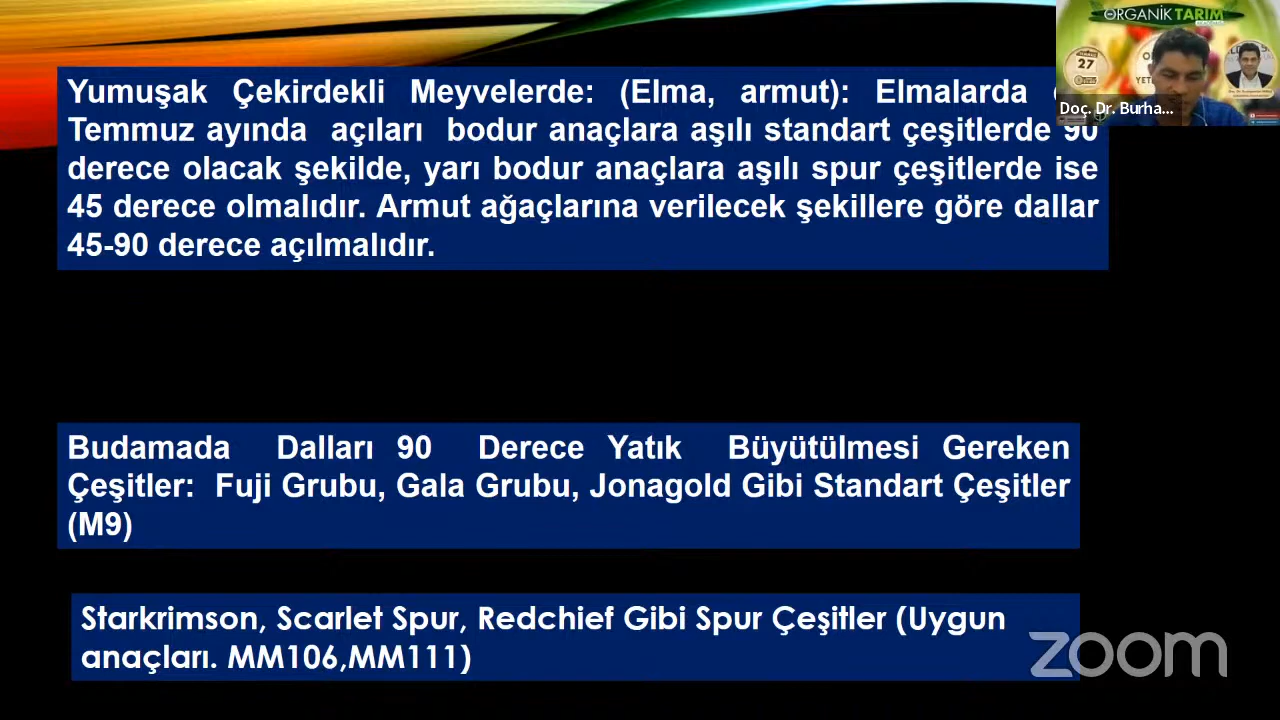 ORGANİK TARIM
27
Doç. Dr. Burha...
Yumuşak Çekirdekli Meyvelerde: (Elma, armut): Elmalarda
Temmuz ayında açıları bodur anaçlara aşılı standart çeşitlerde 90
derece olacak şekilde, yarı bodur anaçlara aşılı spur çeşitlerde ise
45 derece olmalıdır. Armut ağaçlarına verilecek şekillere göre dallar
45-90 derece açılmalıdır.
Budamada Dalları 90 Derece Yatık Büyütülmesi Gereken
Çeşitler: Fuji Grubu, Gala Grubu, Jonagold Gibi Standart Çeşitler
(M9)
Starkrimson, Scarlet Spur, Redchief Gibi Spur Çeşitler (Uygun
anaçları. MM106,MM111)
zoom